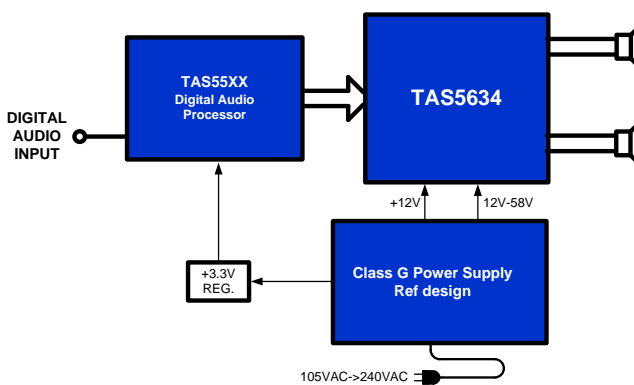 TAS55XX
Digital Audio
Processor
TAS5634
DIGITAL
AUDIO
INPUT
+12V
12V-58V
+3.3V
REG.
Class G Power Supply
Ref design
105VAC->240VAC